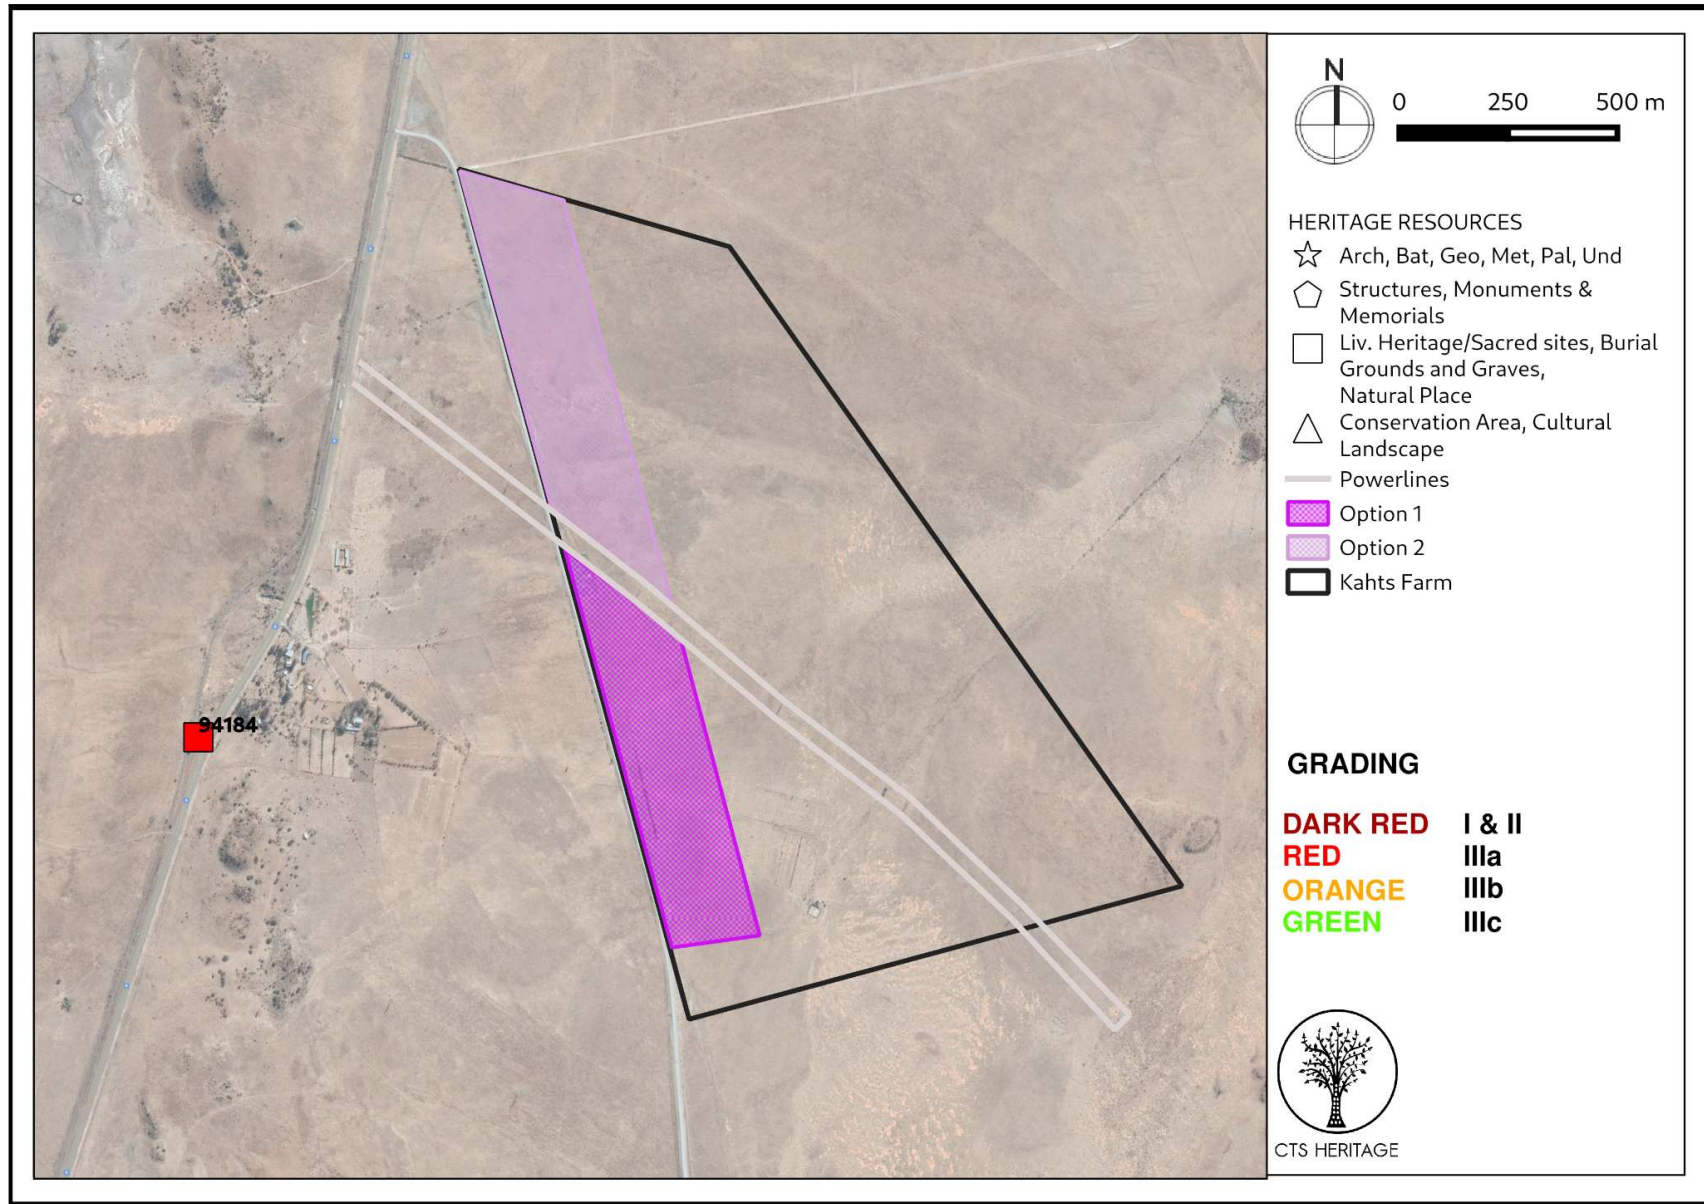 N
0 250 500 m
HERITAGE RESOURCES
Arch, Bat, Geo, Met, Pal, Und
Structures, Monuments &
Memorials
Liv. Heritage/Sacred sites, Burial
Grounds and Graves,
Natural Place
Conservation Area, Cultural
Landscape
Powerlines
Option 1
Option 2
Kahts Farm
94184
GRADING
DARK RED I & II
RED IIIa
ORANGE IIIb
GREEN IIIc
CTS HERITAGE